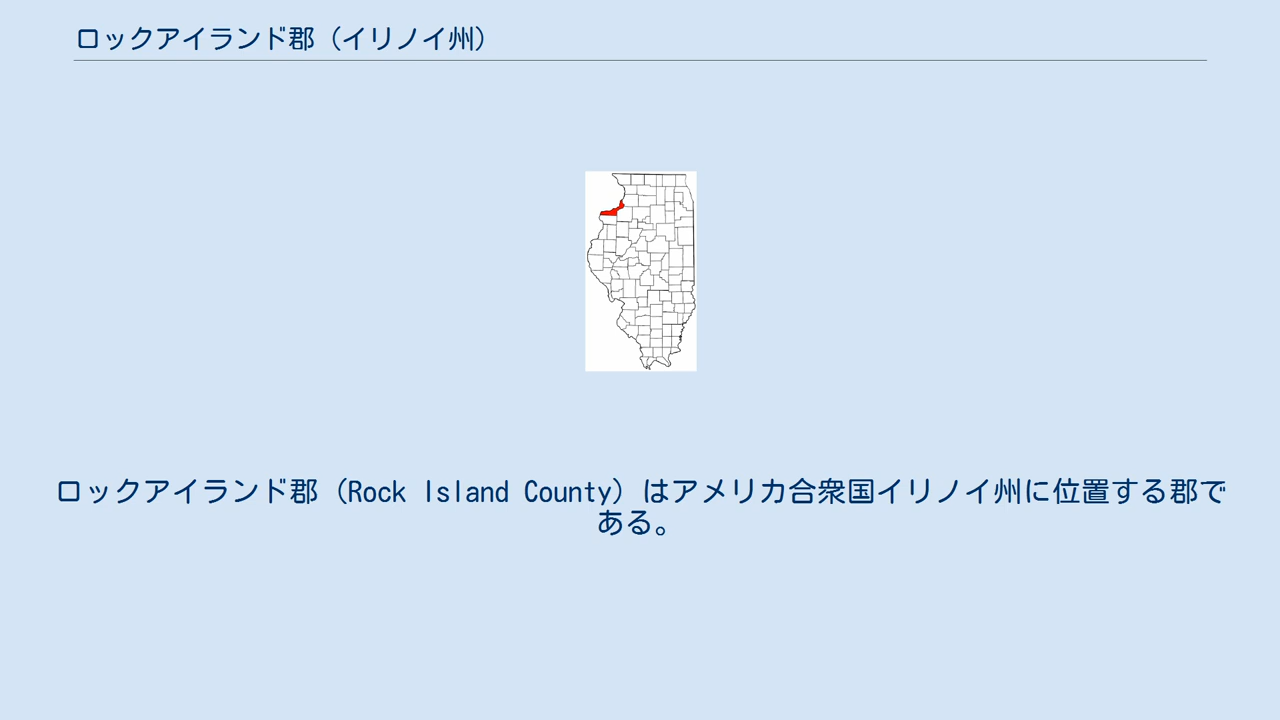 ロックアイランド郡（イリノイ州）
ロックアイランド郡（Rock Island County）はアメリカ合衆国イリノイ州に位置する郡で
ある。